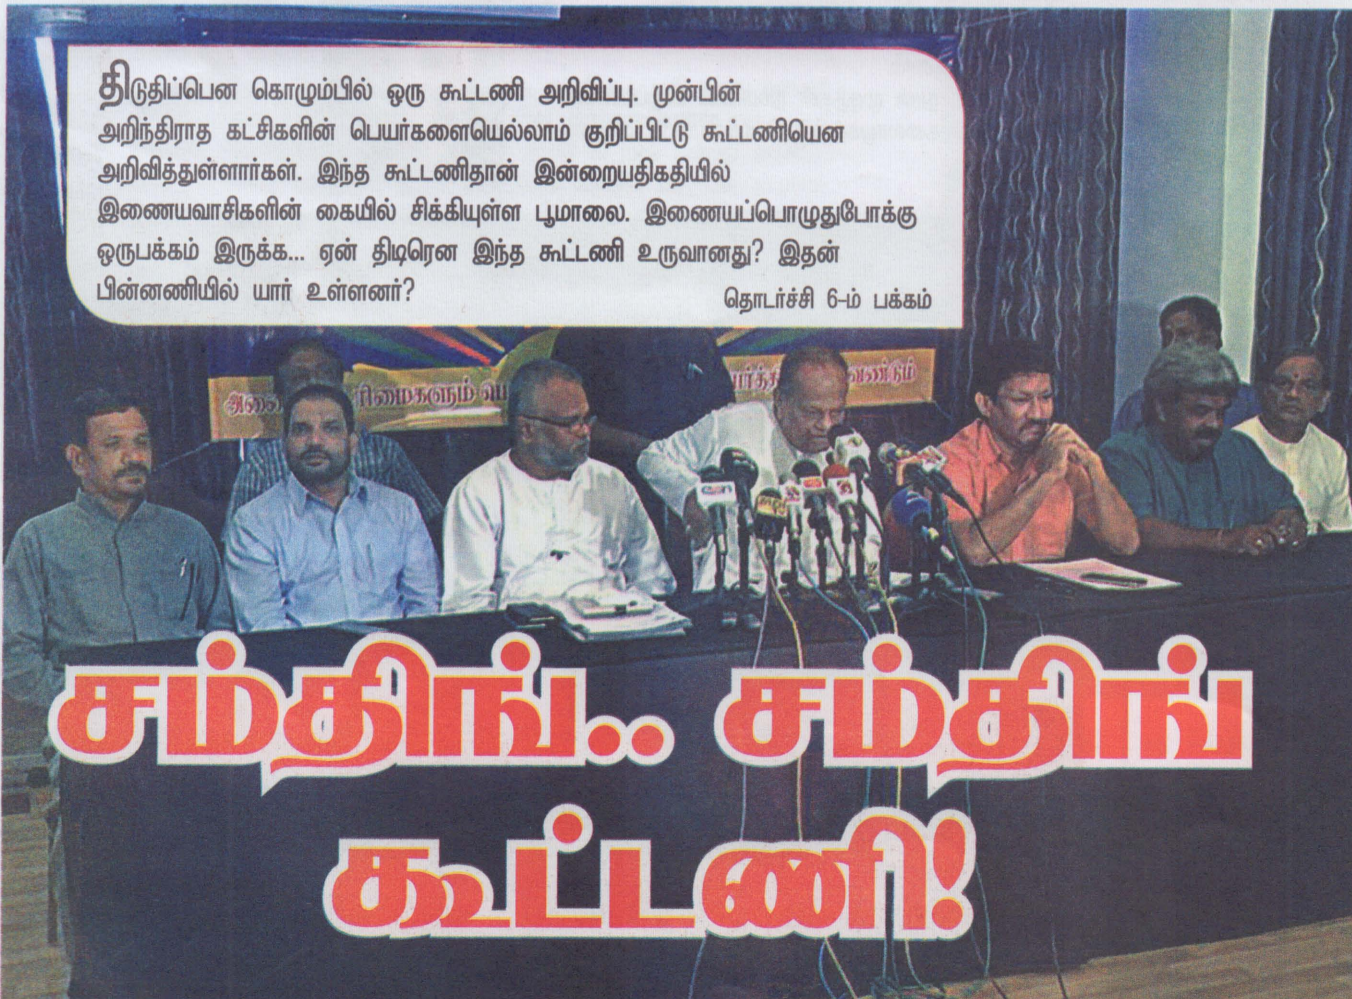 திடுதிப்பென கொழும்பில் ஒரு கூட்டணி அறிவிப்பு. முன்பின்
அறிந்திராத கட்சிகளின் பெயர்களையெல்லாம் குறிப்பிட்டு கூட்டணியென
அறிவித்துள்ளார்கள். இந்த கூட்டணிதான் இன்றையதிகதியில்
இணையவாசிகளின் கையில் சிக்கியுள்ள பூமாலை. இணையப்பொழுதுபோக்கு
ஒருபக்கம் இருக்க... ஏன் திடிரென இந்த கூட்டணி உருவானது? இதன்
பின்னணியில் யார் உள்ளனர்?
தொடர்ச்சி 6-ம் பக்கம்
சம்திங்.. சம்திங்
கூட்டணி!